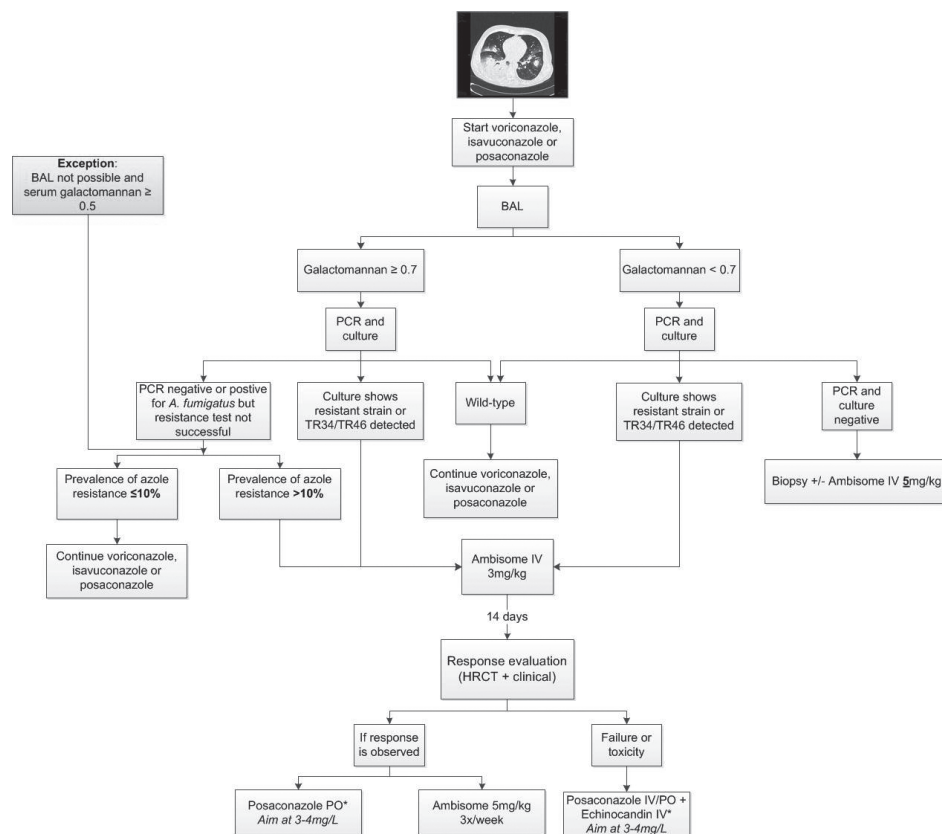 Start voriconazole,
isavuconazole or
posaconazole
Exception:
BAL not possible and
serum galactomannan ≥
0.5
BAL
Galactomannan ≥ 0.7
Galactomannan < 0.7
PCR and
culture
PCR and
culture
PCR negative or postive
for A. fumigatus but
resistance test not
successful
Culture shows
resistant strain or
TR34/TR46 detected
Wild-type
Culture shows
resistant strain or
TR34/TR46 detected
PCR and
culture
negative
Prevalence of azole
resistance ≤10%
Prevalence of azole
resistance >10%
Continue voriconazole,
isavuconazole or
posaconazole
Biopsy +/- Ambisome IV 5mg/kg
Continue voriconazole,
isavuconazole or
posaconazole
Ambisome IV
3mg/kg
14 days
Response evaluation
(HRCT + clinical)
If response
is observed
Failure or
toxicity
Posaconazole PO*
Aim at 3-4mg/L
Ambisome 5mg/kg
3x/week
Posaconazole IV/PO +
Echinocandin IV*
Aim at 3-4mg/L